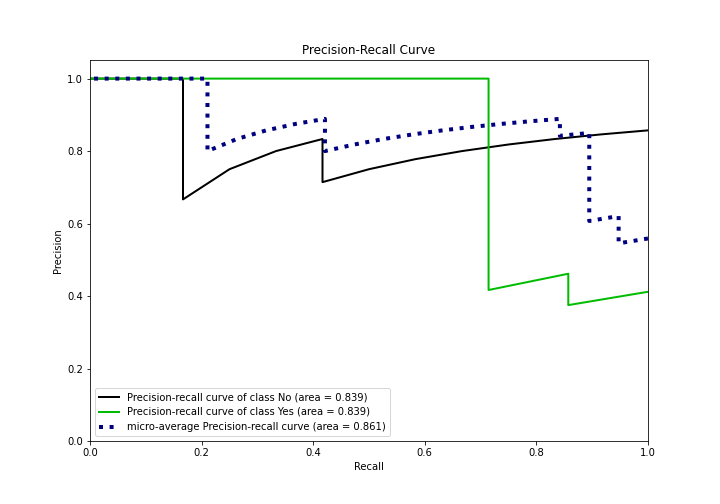 Precision-Recall Curve
1.0
0.8
0.6
0.4
0.2
0.0
Precision
Precision-recall curve of class No (area = 0.839)
Precision-recall curve of class Yes (area = 0.839)
micro-average Precision-recall curve (area = 0.861)
0.0 0.2 0.4 0.6 0.8 1.0
Recall